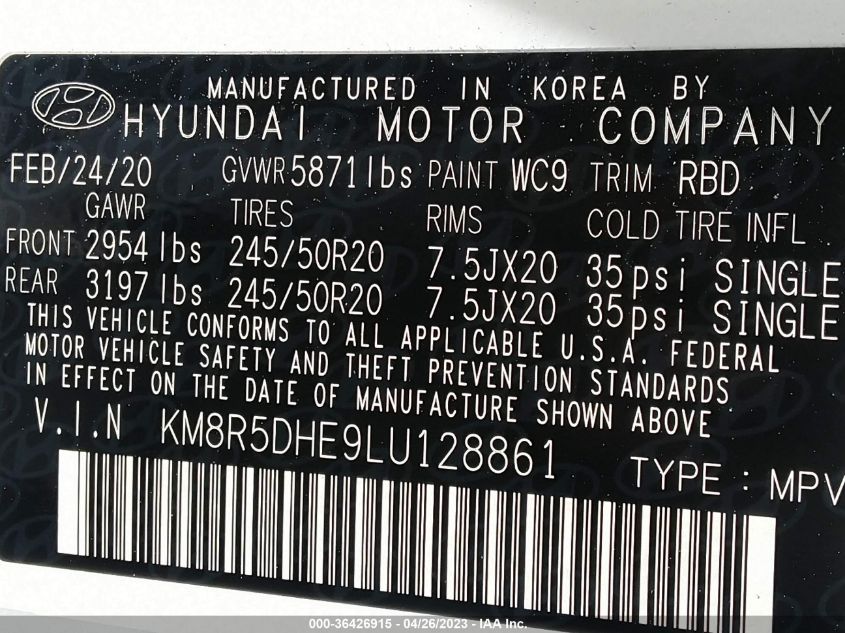 MANUFACTURED IN KOREA BY
HYUNDAI MOTOR COMPANY
FEB/24/20 GVWR 5871lbs PAINT WC9 TRIM RBD
GAWR TIRES RIMS COLD TIRE INFL.
FRONT 2954 lbs 245/50R20 7.5JX20 35psi SINGLE
REAR 3197 lbs 245/50R20 7.5JX20 35psi SINGLE
THIS VEHICLE CONFORMS TO ALL APPLICABLE U.S.A. FEDERAL
MOTOR VEHICLE SAFETY AND THEFT PREVENTION STANDARDS
IN EFFECT ON THE DATE OF MANUFACTURE SHOWN ABOVE
V.I.N KM8R5DHE9LU128861
TYPE : MPV
000-36426915 - 04/26/2023 - IAA Inc.